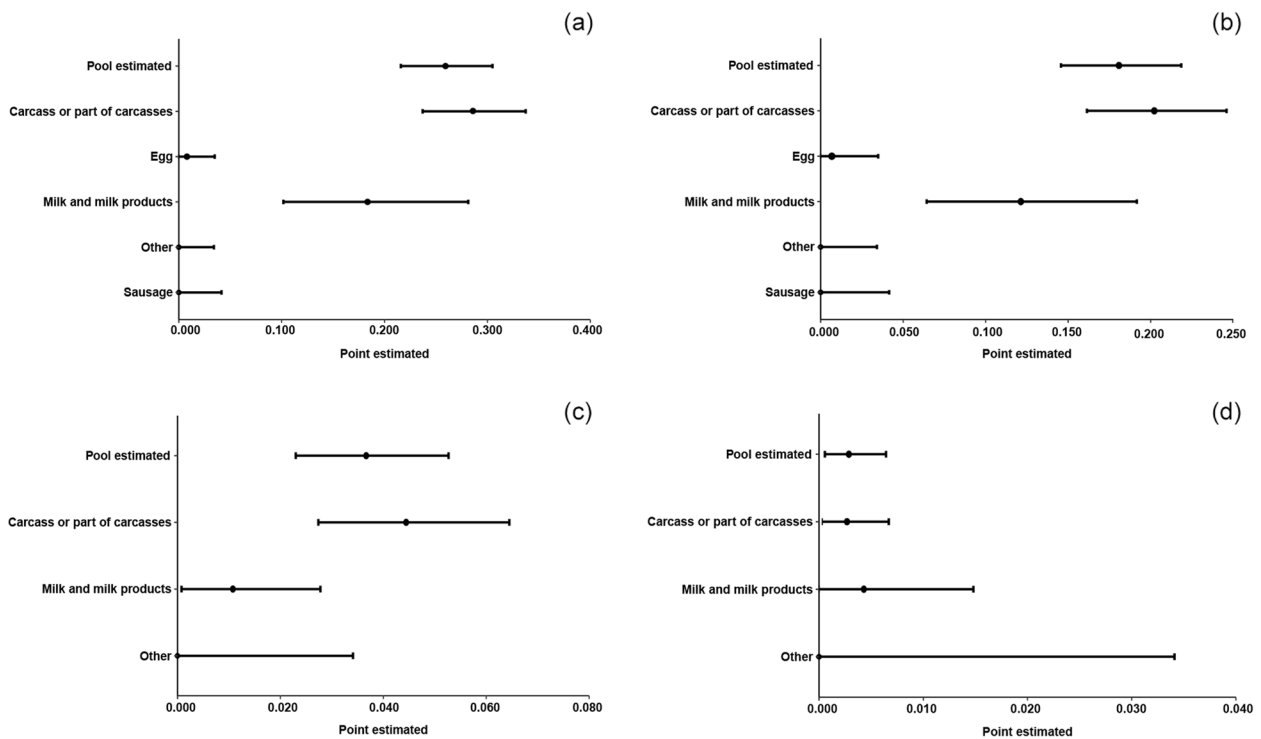 (a)
Pool estimated
Carcass or part of carcasses
Egg
Milk and milk products
Other
Sausage
0.000 0.100 0.200 0.300 0.400
Point estimated
(b)
Pool estimated
Carcass or part of carcasses
Egg
Milk and milk products
Other
Sausage
0.000 0.050 0.100 0.150 0.200 0.250
Point estimated
(c)
Pool estimated
Carcass or part of carcasses
Milk and milk products
Other
0.000 0.020 0.040 0.060 0.080
Point estimated
(d)
Pool estimated
Carcass or part of carcasses
Milk and milk products
Other
0.000 0.010 0.020 0.030 0.040
Point estimated